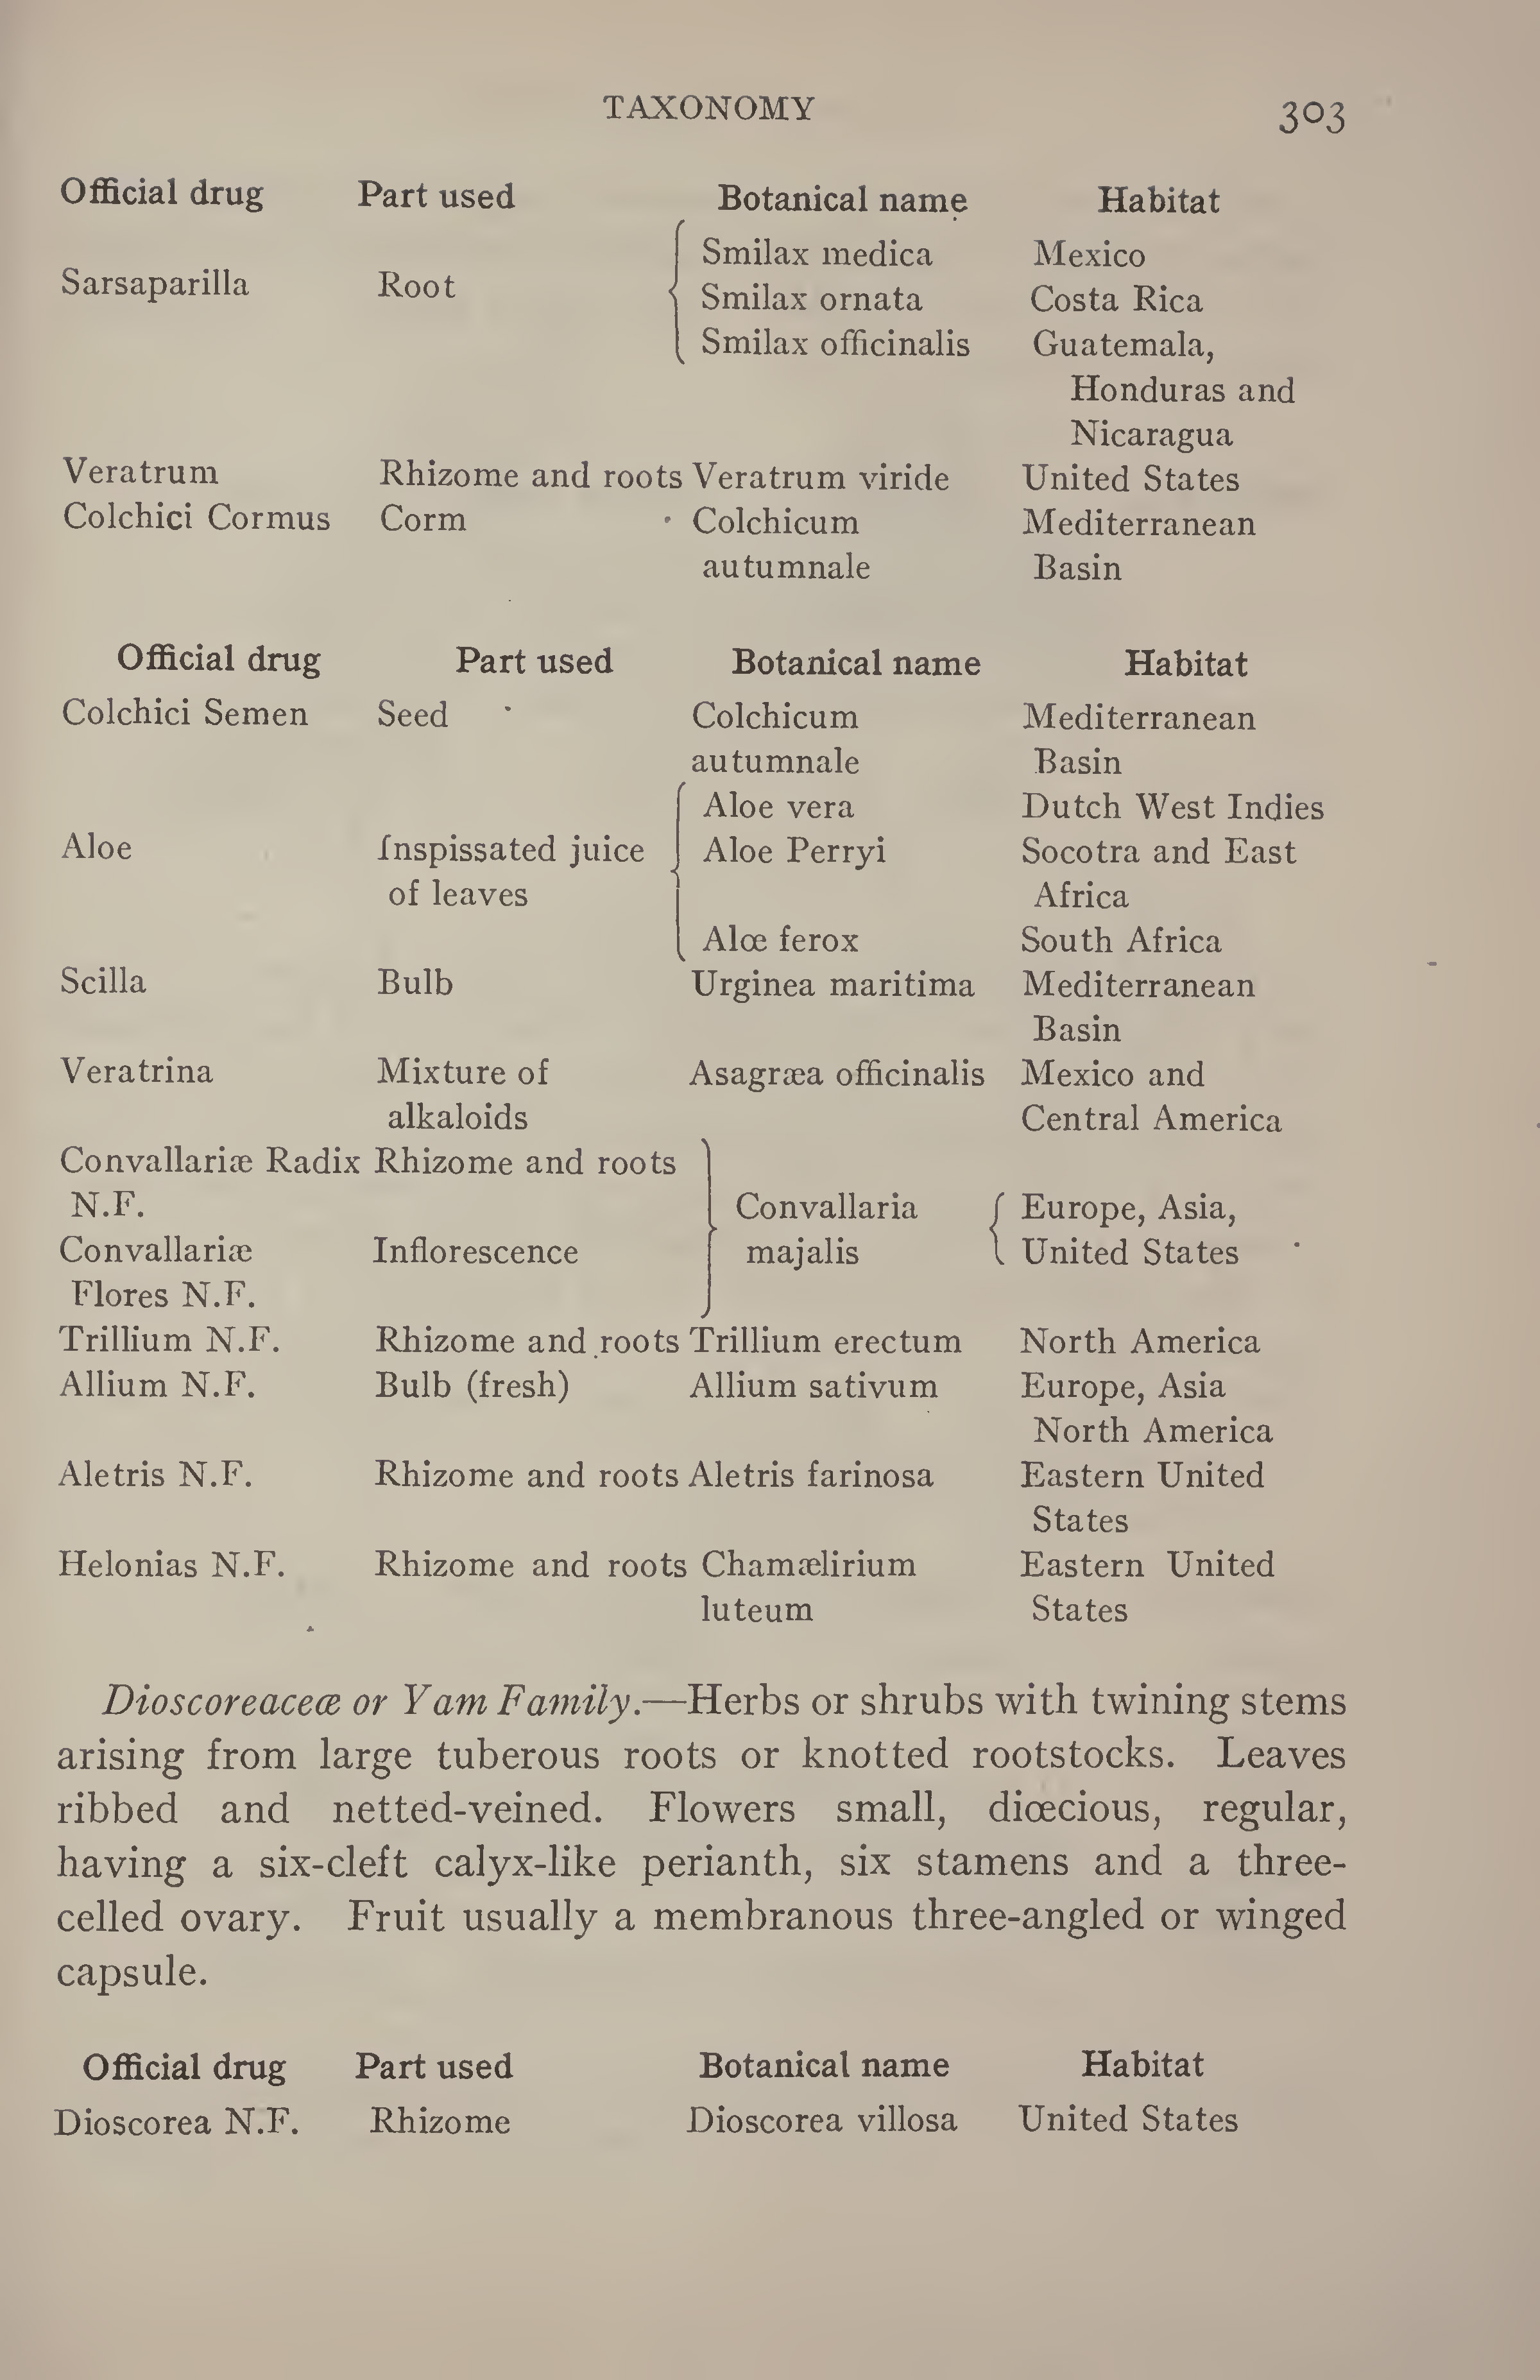 TAXONOMY 303
Official drug Part used Botanical name Habitat
Smilax medica Mexico
Sarsaparilla Root Smilax ornata Costa Rica
Smilax officinalis Guatemala,
Honduras and
Nicaragua
Veratrum Rhizome and roots Veratrum viride United States
Colchici Cormus Corm Colchicum Mediterranean
autumnale Basin
Official drug Part used Botanical name Habitat
Colchici Semen Seed Colchicum Mediterranean
autumnale Basin
Aloe vera Dutch West Indies
Aloe Inspissated juice Aloe Perryi Socotra and East
of leaves Africa
Alœ ferox South Africa
Scilla Bulb Urginea maritima Mediterranean
Basin
Veratrina Mixture of Asagræa officinalis Mexico and
alkaloids Central America
Convallariæ Radix Rhizome and roots
N.F. Convallaria Europe, Asia,
Convallariæ Inflorescence majalis United States
Flores N.F.
Trillium N.F. Rhizome and roots Trillium erectum North America
Allium N.F. Bulb (fresh) Allium sativum Europe, Asia
North America
Aletris N.F. Rhizome and roots Aletris farinosa Eastern United
States
Helonias N.F. Rhizome and roots Chamælirium Eastern United
luteum States
Dioscoreaceæ or Yam Family.—Herbs or shrubs with twining stems
arising from large tuberous roots or knotted rootstocks. Leaves
ribbed and netted-veined. Flowers small, diœcious, regular,
having a six-cleft calyx-like perianth, six stamens and a three-
celled ovary. Fruit usually a membranous three-angled or winged
capsule.
Official drug Part used Botanical name Habitat
Dioscorea N.F. Rhizome Dioscorea villosa United States